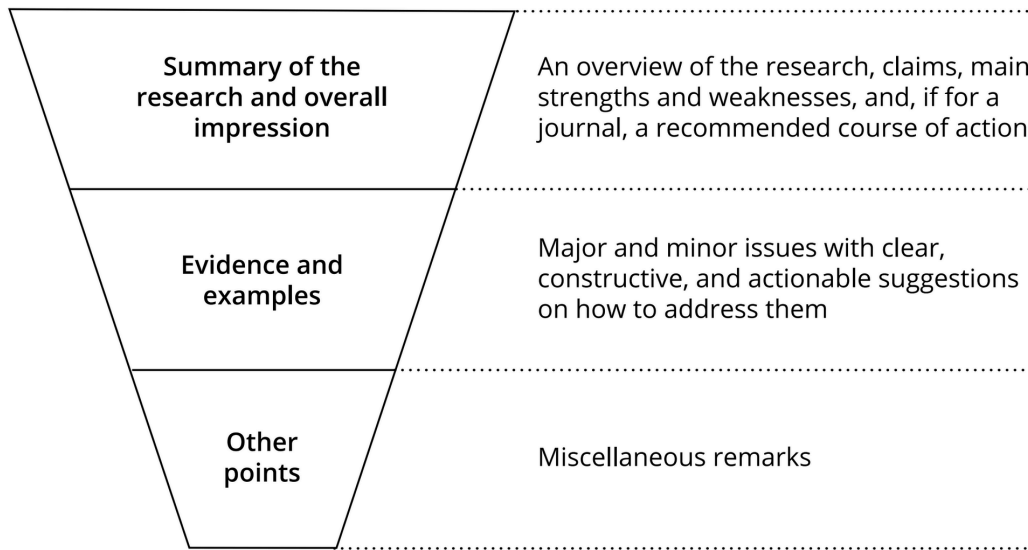 Summary of the
research and overall
impression
An overview of the research, claims, main
strengths and weaknesses, and, if for a
journal, a recommended course of action
Evidence and
examples
Major and minor issues with clear,
constructive, and actionable suggestions
on how to address them
Other
points
Miscellaneous remarks